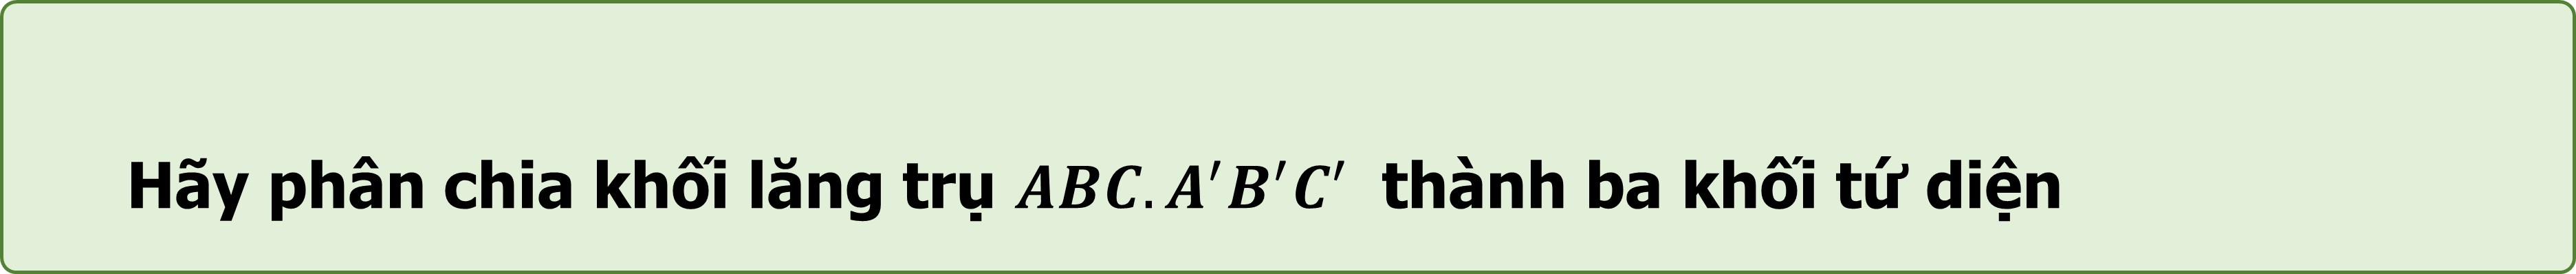 Hãy phân chia khối lăng trụ ABC.A′B′C′ thành ba khối tứ diện